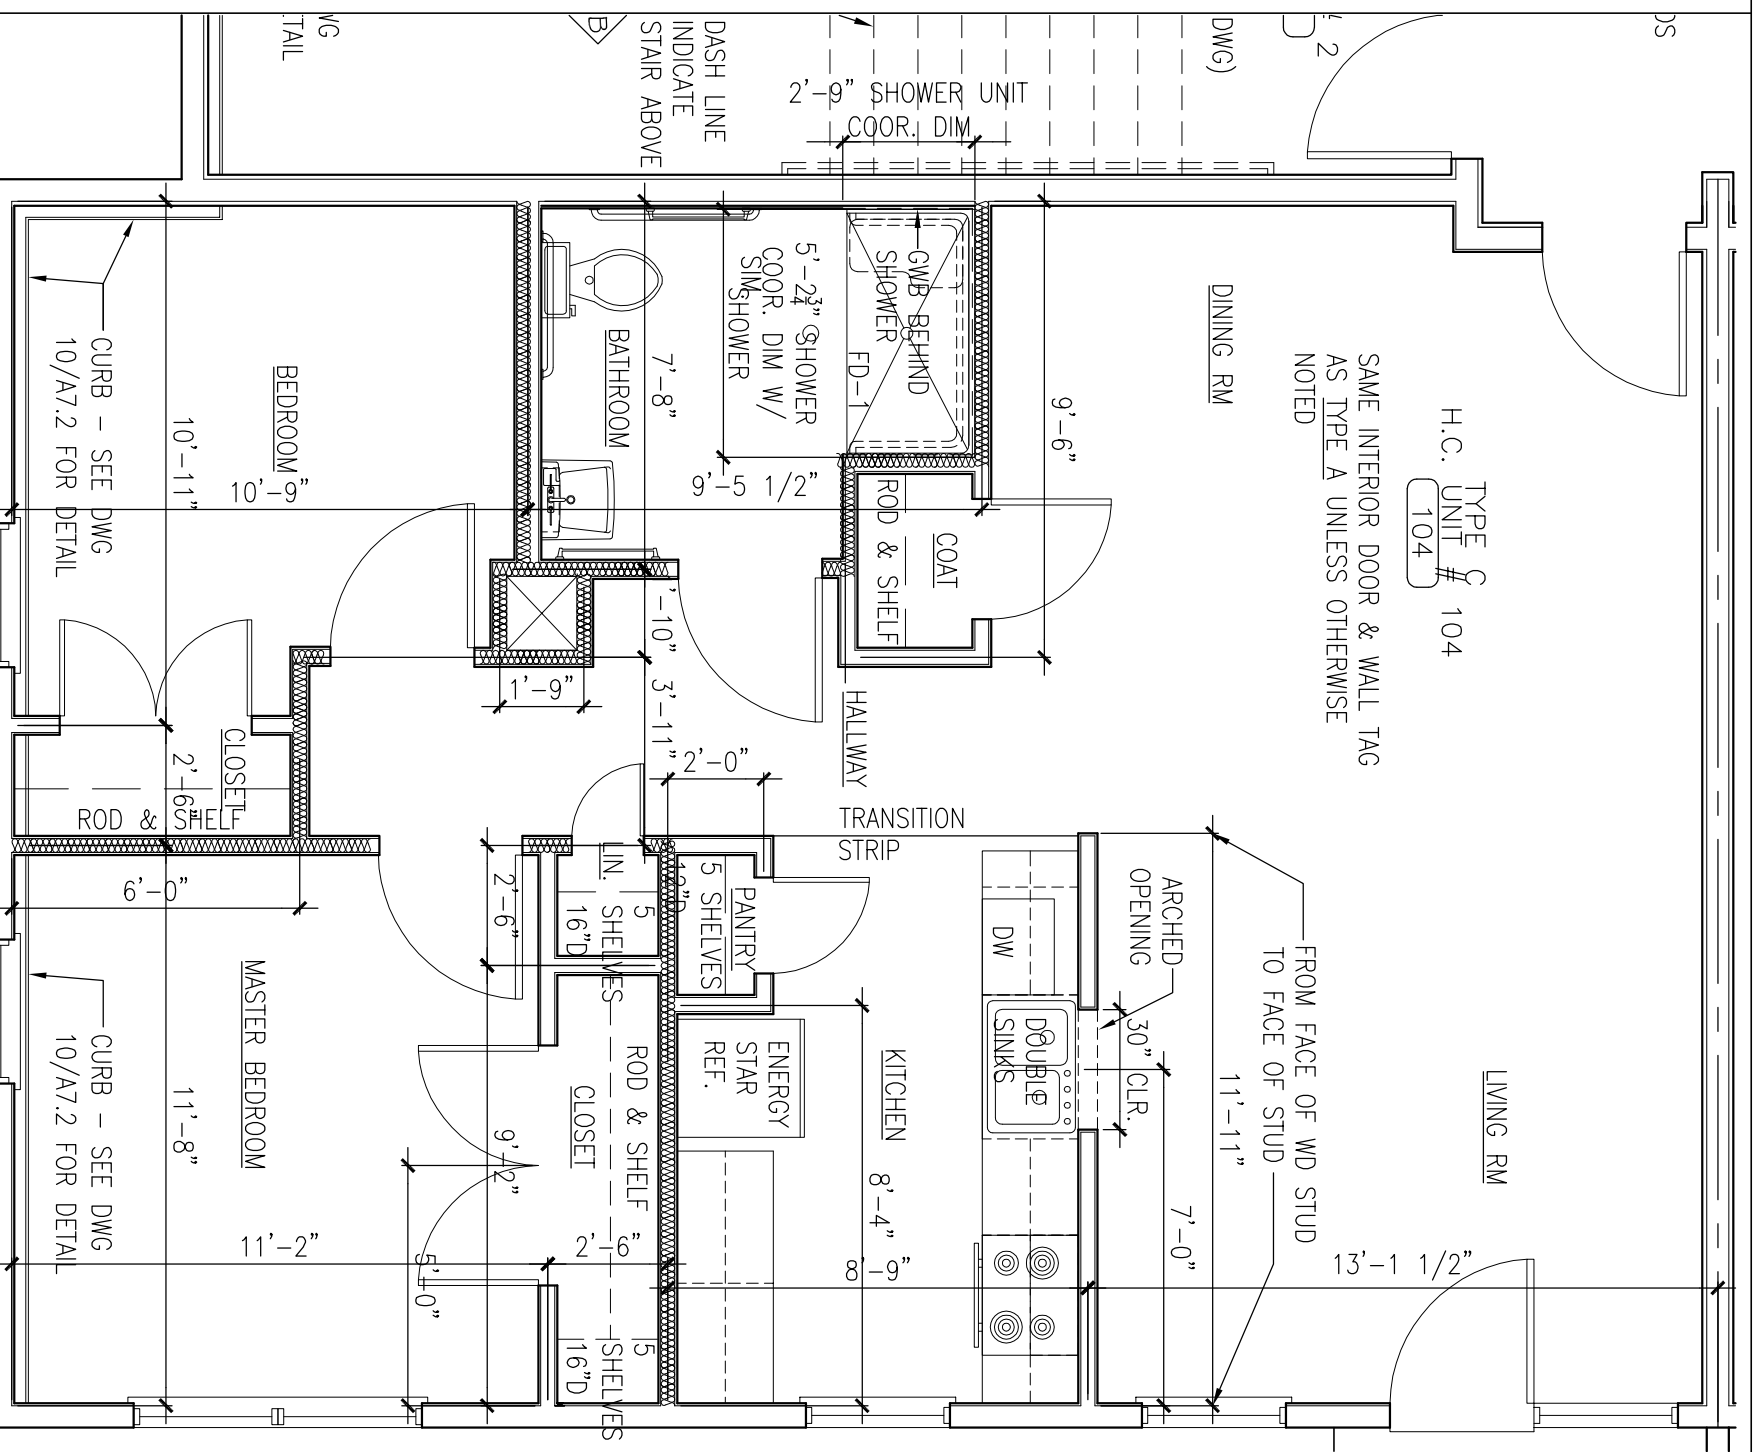 WG
ETAIL
B
DASH LINE
INDICATE
STAIR ABOVE
DWG)
2
OS
2'-9" SHOWER UNIT
COOR. DIM
GWB BEHIND
SHOWER
5'-2¾" SHOWER
COOR. DIM W/
SIM SHOWER
FD-1
BATHROOM
7'-8"
9'-5 1/2"
BEDROOM
10'-11"
10'-9"
CURB - SEE DWG
10/A7.2 FOR DETAIL
DINING RM
9'-6"
SAME INTERIOR DOOR & WALL TAG
AS TYPE A UNLESS OTHERWISE
NOTED
TYPE C
H.C. UNIT # 104
104
COAT
ROD & SHELF
'-10"
1'-9"
3'-11"
2'-0"
HALLWAY
TRANSITION
STRIP
CLOSET
2'-6"
ROD & SHELF
6'-0"
LIN.
5
SHELVES
16"D
2'-6"
PANTRY
5 SHELVES
12"D
DW
DOUBLE
SINKS
ARCHED
OPENING
30" CLR.
FROM FACE OF WD STUD
TO FACE OF STUD
11'-11"
7'-0"
LIVING RM
13'-1 1/2"
KITCHEN
8'-4"
8'-9"
ENERGY
STAR
REF.
ROD & SHELF
CLOSET
9'-2"
5'-0"
2'-6"
5
SHELVES
16"D
MASTER BEDROOM
11'-8"
11'-2"
CURB - SEE DWG
10/A7.2 FOR DETAIL